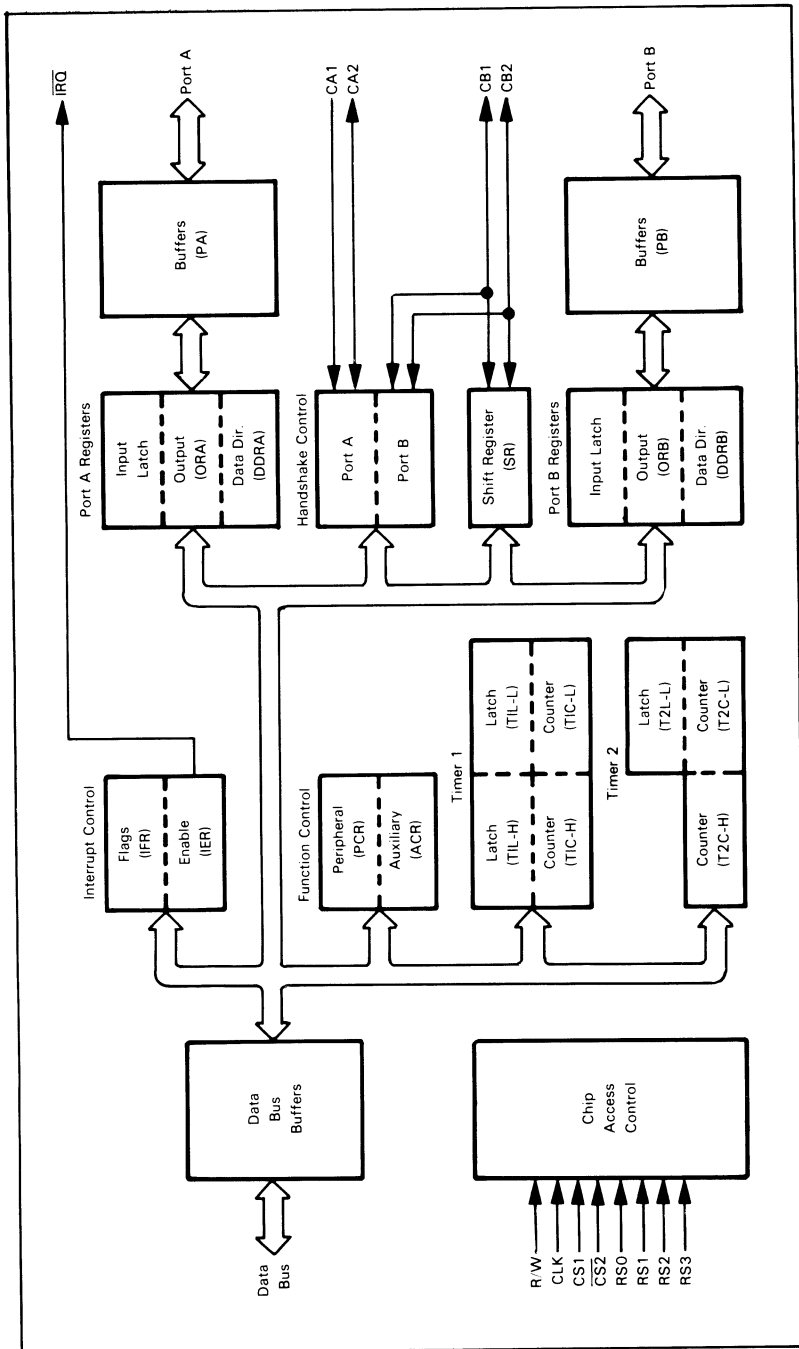 IRQ
Interrupt Control
Flags
(IFR)
Enable
(IER)
Port A Registers
Input
Latch
Output
(ORA)
Data Dir.
(DDRA)
Buffers
(PA)
Port A
Data
Bus
Data
Bus
Buffers
Function Control
Peripheral
(PCR)
Auxiliary
(ACR)
Handshake Control
Port A
Port B
CA1
CA2
Timer 1
Latch
(TIL-H)
Latch
(TIL-L)
Counter
(TIC-H)
Counter
(TIC-L)
Shift Register
(SR)
CB1
CB2
R/W
CLK
CS1
CS2
RS0
RS1
RS2
RS3
Chip
Access
Control
Timer 2
Latch
(T2L-L)
Counter
(T2C-H)
Counter
(T2C-L)
Port B Registers
Input Latch
Output
(ORB)
Data Dir.
(DDRB)
Buffers
(PB)
Port B